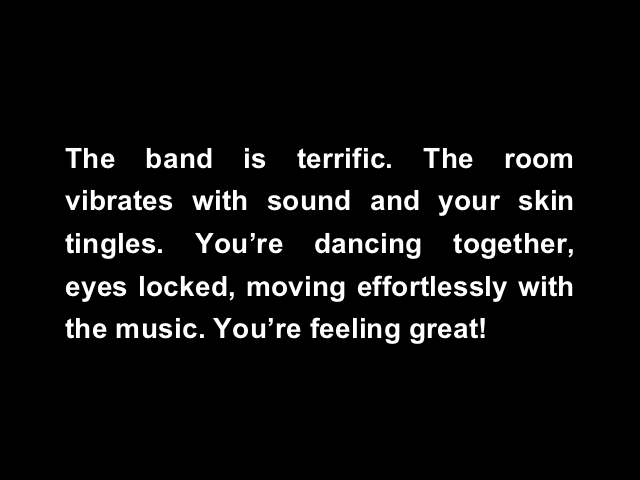 The band is terrific. The room
vibrates with sound and your skin
tingles. You’re dancing together,
eyes locked, moving effortlessly with
the music. You’re feeling great!